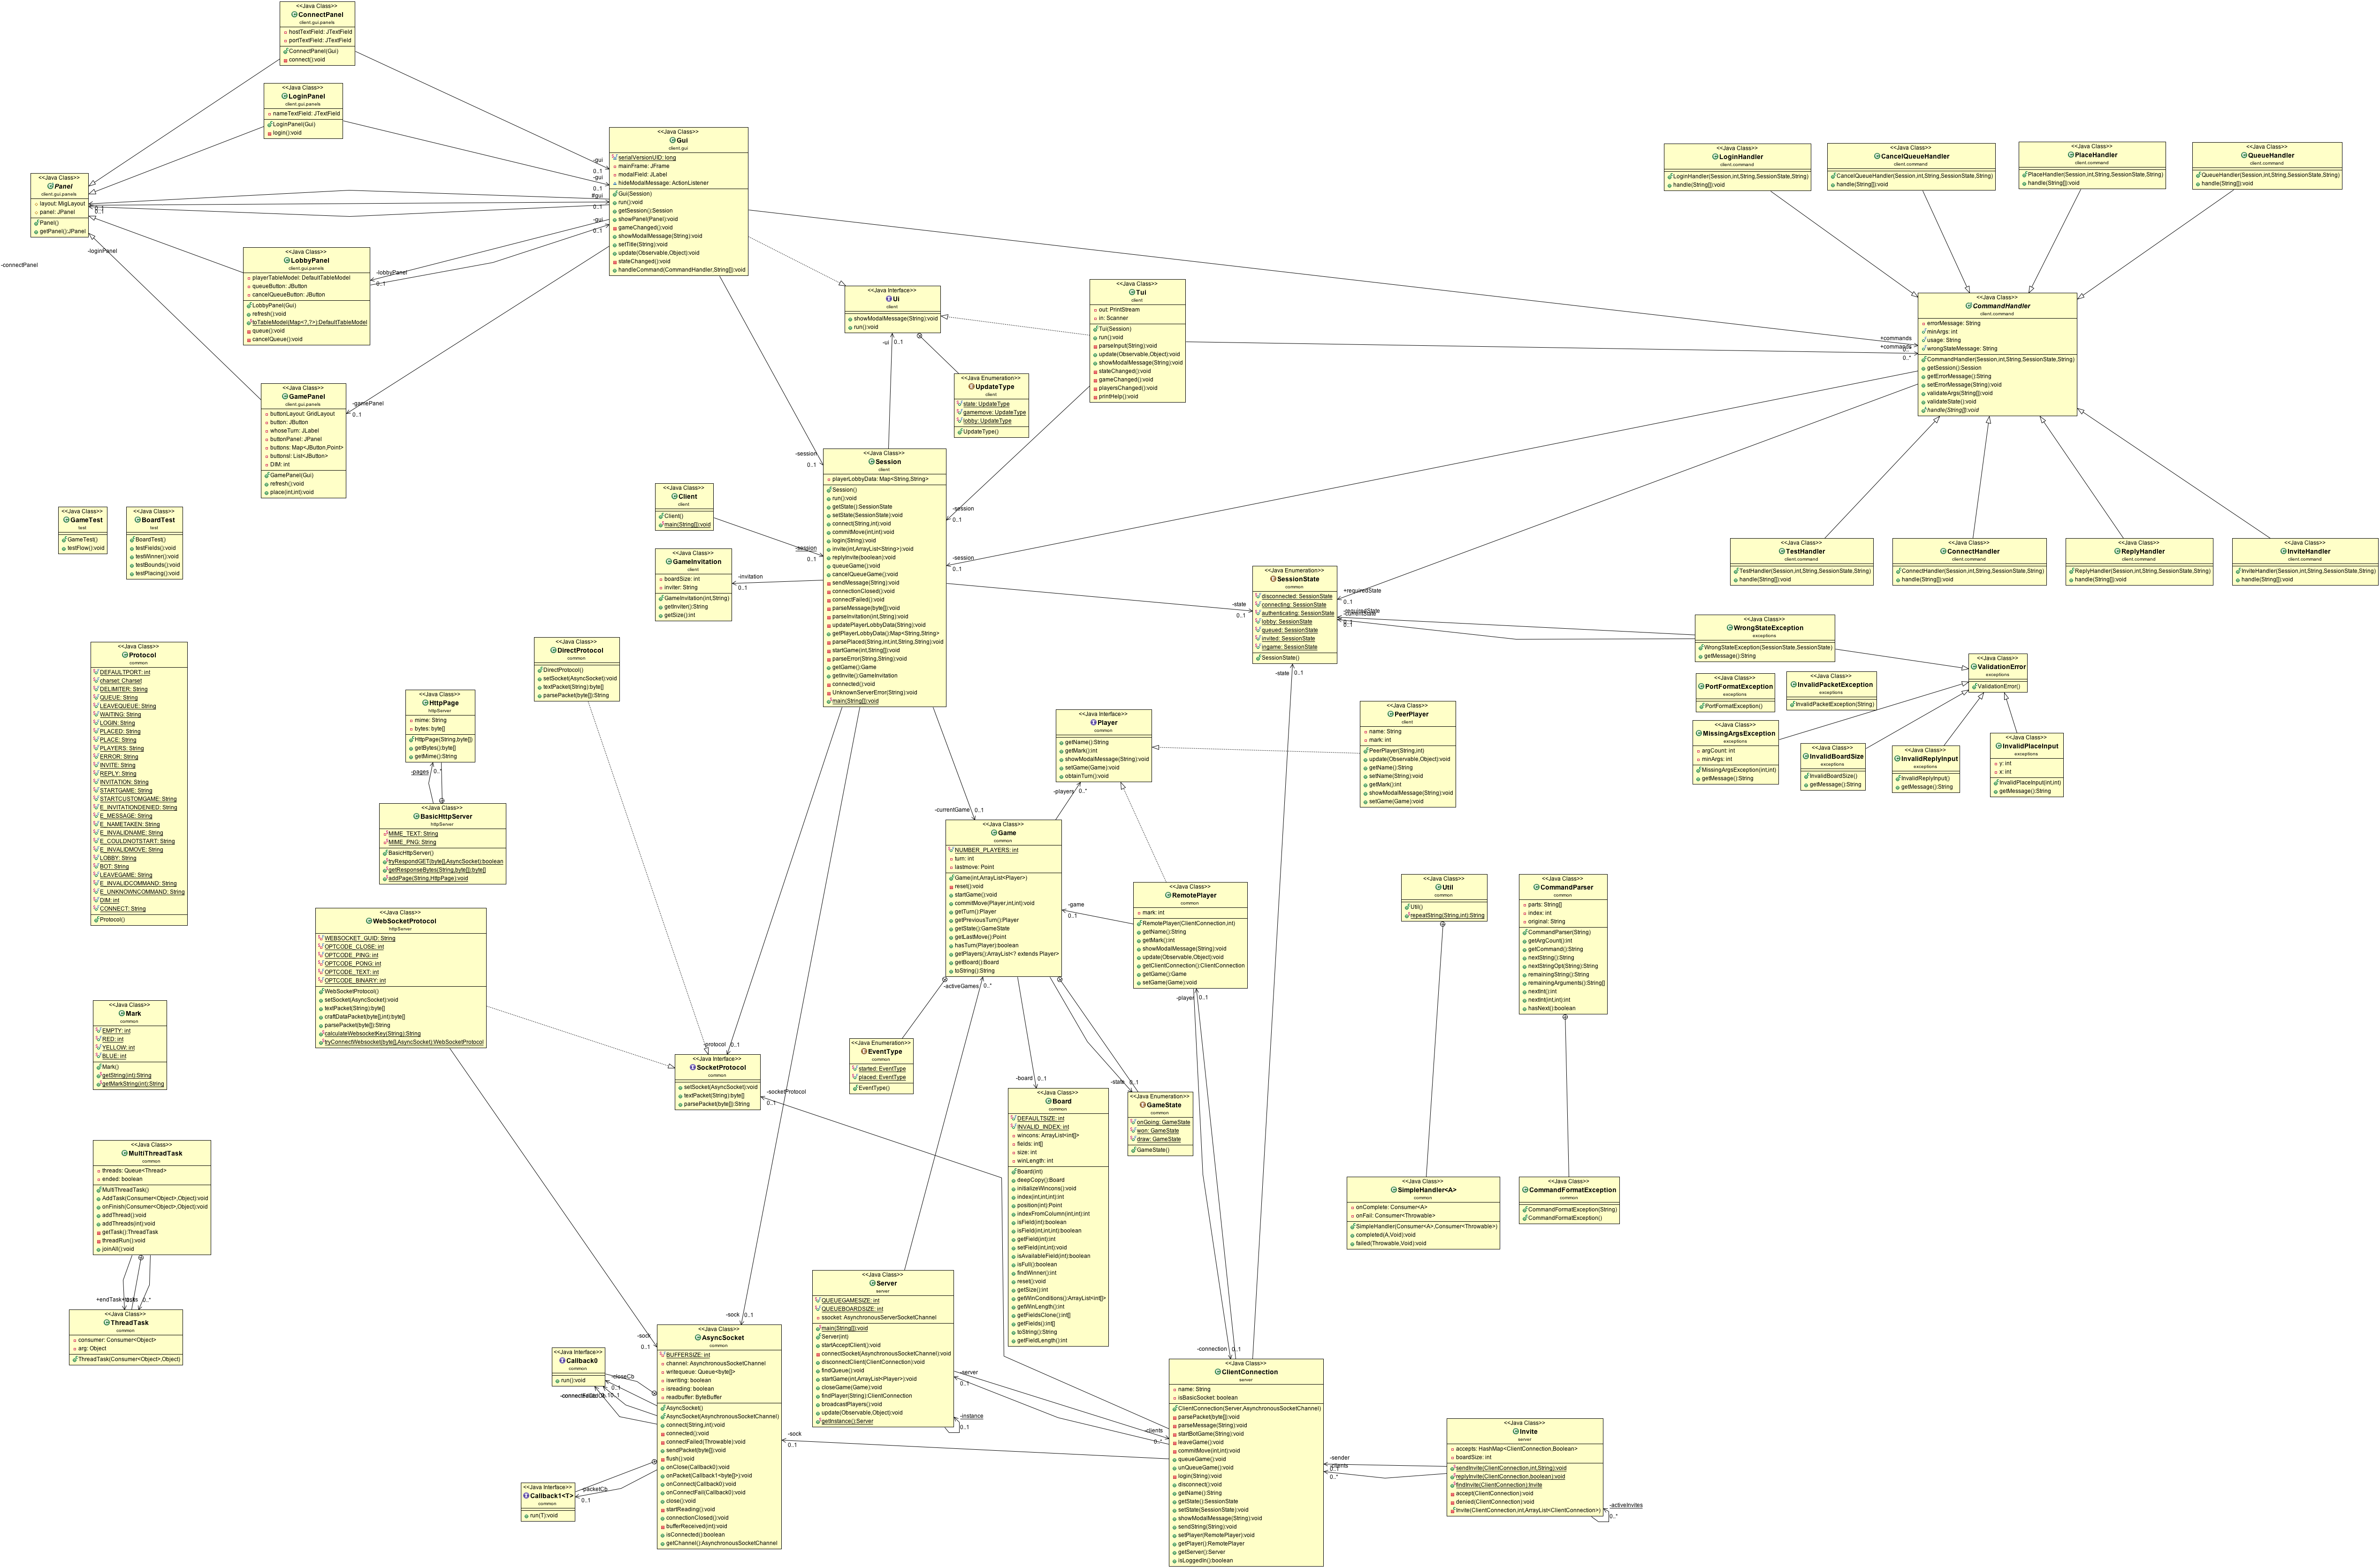 <<Java Class>>
ConnectPanel
client.gui.panels
hostTextField: JTextField
portTextField: JTextField
ConnectPanel(Gui)
connect():void
<<Java Class>>
LoginPanel
client.gui.panels
nameTextField: JTextField
LoginPanel(Gui)
login():void
<<Java Class>>
Panel
client.gui.panels
layout: MigLayout
panel: JPanel
Panel()
getPanel():JPanel
-connectPanel
-loginPanel
0..1
<<Java Class>>
LobbyPanel
client.gui.panels
playerTableModel: DefaultTableModel
queueButton: JButton
cancelQueueButton: JButton
LobbyPanel(Gui)
refresh():void
toTableModel(Map<?,?>):DefaultTableModel
queue():void
cancelQueue():void
-lobbyPanel
0..1
<<Java Class>>
GamePanel
client.gui.panels
buttonLayout: GridLayout
button: JButton
whoseTurn: JLabel
buttonPanel: JPanel
buttons: Map<JButton,Point>
buttonsl: List<JButton>
DIM: int
GamePanel(Gui)
refresh():void
place(int,int):void
-gamePanel
0..1
<<Java Class>>
Gui
client.gui
serialVersionUID: long
mainFrame: JFrame
modalField: JLabel
hideModalMessage: ActionListener
Gui(Session)
run():void
getSession():Session
showPanel(Panel):void
gameChanged():void
showModalMessage(String):void
setTitle(String):void
update(Observable,Object):void
stateChanged():void
handleCommand(CommandHandler,String[]):void
-gui
0..1
-gui
0..1
#gui
0..1
-gui
0..1
<<Java Interface>>
Ui
client
showModalMessage(String):void
run():void
-ui
0..1
<<Java Enumeration>>
UpdateType
client
state: UpdateType
gamemove: UpdateType
lobby: UpdateType
UpdateType()
<<Java Class>>
Tui
client
out: PrintStream
in: Scanner
Tui(Session)
run():void
parseInput(String):void
update(Observable,Object):void
showModalMessage(String):void
stateChanged():void
gameChanged():void
playersChanged():void
printHelp():void
<<Java Class>>
LoginHandler
client.command
LoginHandler(Session,int,String,SessionState,String)
handle(String[]):void
<<Java Class>>
CancelQueueHandler
client.command
CancelQueueHandler(Session,int,String,SessionState,String)
handle(String[]):void
<<Java Class>>
PlaceHandler
client.command
PlaceHandler(Session,int,String,SessionState,String)
handle(String[]):void
<<Java Class>>
QueueHandler
client.command
QueueHandler(Session,int,String,SessionState,String)
handle(String[]):void
<<Java Class>>
CommandHandler
client.command
errorMessage: String
minArgs: int
usage: String
wrongStateMessage: String
CommandHandler(Session,int,String,SessionState,String)
getSession():Session
getErrorMessage():String
setErrorMessage(String):void
validateArgs(String[]):void
validateState():void
handle(String[]):void
+commands
+commands
0..*
<<Java Class>>
TestHandler
client.command
TestHandler(Session,int,String,SessionState,String)
handle(String[]):void
<<Java Class>>
ConnectHandler
client.command
ConnectHandler(Session,int,String,SessionState,String)
handle(String[]):void
<<Java Class>>
ReplyHandler
client.command
ReplyHandler(Session,int,String,SessionState,String)
handle(String[]):void
<<Java Class>>
InviteHandler
client.command
InviteHandler(Session,int,String,SessionState,String)
handle(String[]):void
<<Java Class>>
GameTest
test
GameTest()
testFlow():void
<<Java Class>>
BoardTest
test
BoardTest()
testFields():void
testWinner():void
testBounds():void
testPlacing():void
<<Java Class>>
Client
client
Client()
main(String[]):void
<<Java Class>>
GameInvitation
client
boardSize: int
inviter: String
GameInvitation(int,String)
getInviter():String
getSize():int
-invitation
0..1
<<Java Class>>
Session
client
playerLobbyData: Map<String,String>
Session()
run():void
getState():SessionState
setState(SessionState):void
connect(String,int):void
commitMove(int,int):void
login(String):void
invite(int,ArrayList<String>):void
replyInvite(boolean):void
queueGame():void
cancelQueueGame():void
sendMessage(String):void
connectionClosed():void
connectFailed():void
parseMessage(byte[]):void
parseInvitation(int,String):void
updatePlayerLobbyData(String):void
getPlayerLobbyData():Map<String,String>
parsePlaced(String,int,int,String,String):void
startGame(int,String[]):void
parseError(String,String):void
getGame():Game
getInvite():GameInvitation
connected():void
UnknownServerError(String):void
main(String[]):void
-session
0..1
-session
0..1
-session
0..1
-session
0..1
<<Java Enumeration>>
SessionState
common
disconnected: SessionState
connecting: SessionState
authenticating: SessionState
lobby: SessionState
queued: SessionState
invited: SessionState
ingame: SessionState
SessionState()
-state
0..1
+requiredState
0..1
-requiredState
-currentState
0..1
-state
0..1
<<Java Class>>
WrongStateException
exceptions
WrongStateException(SessionState,SessionState)
getMessage():String
<<Java Class>>
ValidationError
exceptions
ValidationError()
<<Java Class>>
PortFormatException
exceptions
PortFormatException()
<<Java Class>>
InvalidPacketException
exceptions
InvalidPacketException(String)
<<Java Class>>
MissingArgsException
exceptions
argCount: int
minArgs: int
MissingArgsException(int,int)
getMessage():String
<<Java Class>>
InvalidBoardSize
exceptions
InvalidBoardSize()
getMessage():String
<<Java Class>>
InvalidReplyInput
exceptions
InvalidReplyInput()
getMessage():String
<<Java Class>>
InvalidPlaceInput
exceptions
y: int
x: int
InvalidPlaceInput(int,int)
getMessage():String
<<Java Class>>
Protocol
common
DEFAULTPORT: int
charset: Charset
DELIMITER: String
QUEUE: String
LEAVEQUEUE: String
WAITING: String
LOGIN: String
PLACED: String
PLACE: String
PLAYERS: String
ERROR: String
INVITE: String
REPLY: String
INVITATION: String
STARTGAME: String
STARTCUSTOMGAME: String
E_INVITATIONDENIED: String
E_MESSAGE: String
E_NAMETAKEN: String
E_INVALIDNAME: String
E_COULDNOTSTART: String
E_INVALIDMOVE: String
LOBBY: String
BOT: String
LEAVEGAME: String
E_INVALIDCOMMAND: String
E_UNKNOWNCOMMAND: String
DIM: int
CONNECT: String
Protocol()
<<Java Class>>
DirectProtocol
common
DirectProtocol()
setSocket(AsyncSocket):void
textPacket(String):byte[]
parsePacket(byte[]):String
<<Java Class>>
HttpPage
httpServer
mime: String
bytes: byte[]
HttpPage(String,byte[])
getBytes():byte[]
getMime():String
-pages
0..*
<<Java Class>>
BasicHttpServer
httpServer
MIME_TEXT: String
MIME_PNG: String
BasicHttpServer()
tryRespondGET(byte[],AsyncSocket):boolean
getResponseBytes(String,byte[]):byte[]
addPage(String,HttpPage):void
<<Java Class>>
WebSocketProtocol
httpServer
WEBSOCKET_GUID: String
OPTCODE_CLOSE: int
OPTCODE_PING: int
OPTCODE_PONG: int
OPTCODE_TEXT: int
OPTCODE_BINARY: int
WebSocketProtocol()
setSocket(AsyncSocket):void
textPacket(String):byte[]
craftDataPacket(byte[],int):byte[]
parsePacket(byte[]):String
calculateWebsocketKey(String):String
tryConnectWebsocket(byte[],AsyncSocket):WebSocketProtocol
<<Java Interface>>
SocketProtocol
common
setSocket(AsyncSocket):void
textPacket(String):byte[]
parsePacket(byte[]):String
-protocol
0..1
-socketProtocol
0..1
<<Java Interface>>
Player
common
getName():String
getMark():int
showModalMessage(String):void
setGame(Game):void
obtainTurn():void
-players
0..*
<<Java Class>>
PeerPlayer
client
name: String
mark: int
PeerPlayer(String,int)
update(Observable,Object):void
getName():String
setName(String):void
getMark():int
showModalMessage(String):void
setGame(Game):void
-currentGame
0..1
<<Java Class>>
Game
common
NUMBER_PLAYERS: int
turn: int
lastmove: Point
Game(int,ArrayList<Player>)
reset():void
startGame():void
commitMove(Player,int,int):void
getTurn():Player
getPreviousTurn():Player
getState():GameState
getLastMove():Point
hasTurn(Player):boolean
getPlayers():ArrayList<? extends Player>
getBoard():Board
toString():String
-activeGames
0..*
-game
0..1
<<Java Class>>
RemotePlayer
common
mark: int
RemotePlayer(ClientConnection,int)
getName():String
getMark():int
showModalMessage(String):void
update(Observable,Object):void
getClientConnection():ClientConnection
getGame():Game
setGame(Game):void
-player
0..1
<<Java Class>>
Util
common
Util()
repeatString(String,int):String
<<Java Class>>
CommandParser
common
parts: String[]
index: int
original: String
CommandParser(String)
getArgCount():int
getCommand():String
nextString():String
nextStringOpt(String):String
remainingString():String
remainingArguments():String[]
nextInt():int
nextInt(int,int):int
hasNext():boolean
<<Java Class>>
Mark
common
EMPTY: int
RED: int
YELLOW: int
BLUE: int
Mark()
getString(int):String
getMarkString(int):String
<<Java Enumeration>>
EventType
common
started: EventType
placed: EventType
EventType()
-board
0..1
<<Java Class>>
Board
common
DEFAULTSIZE: int
INVALID_INDEX: int
wincons: ArrayList<int[]>
fields: int[]
size: int
winLength: int
Board(int)
deepCopy():Board
initializeWincons():void
index(int,int,int):int
position(int):Point
indexFromColumn(int,int):int
isField(int):boolean
isField(int,int,int):boolean
getField(int):int
setField(int,int):void
isAvailableField(int):boolean
isFull():boolean
findWinner():int
reset():void
getSize():int
getWinConditions():ArrayList<int[]>
getWinLength():int
getFieldsClone():int[]
getFields():int[]
toString():String
getFieldLength():int
-state
0..1
<<Java Enumeration>>
GameState
common
onGoing: GameState
won: GameState
draw: GameState
GameState()
<<Java Class>>
MultiThreadTask
common
threads: Queue<Thread>
ended: boolean
MultiThreadTask()
AddTask(Consumer<Object>,Object):void
onFinish(Consumer<Object>,Object):void
addThread():void
addThreads(int):void
getTask():ThreadTask
threadRun():void
joinAll():void
+endTask
0..*
<<Java Class>>
ThreadTask
common
consumer: Consumer<Object>
arg: Object
ThreadTask(Consumer<Object>,Object)
<<Java Class>>
SimpleHandler<A>
common
onComplete: Consumer<A>
onFail: Consumer<Throwable>
SimpleHandler(Consumer<A>,Consumer<Throwable>)
completed(A,Void):void
failed(Throwable,Void):void
<<Java Class>>
CommandFormatException
common
CommandFormatException(String)
CommandFormatException()
<<Java Class>>
Server
server
QUEUEGAMESIZE: int
QUEUEBOARDSIZE: int
ssocket: AsynchronousServerSocketChannel
main(String[]):void
Server(int)
startAcceptClient():void
connectSocket(AsynchronousSocketChannel):void
disconnectClient(ClientConnection):void
findQueue():void
startGame(int,ArrayList<Player>):void
closeGame(Game):void
findPlayer(String):ClientConnection
broadcastPlayers():void
update(Observable,Object):void
getInstance():Server
-server
0..1
-instance
0..1
<<Java Interface>>
Callback0
common
run():void
-closeCb
0..1
<<Java Interface>>
Callback1<T>
common
run(T):void
-packetCb
0..1
-sock
0..1
-sock
0..1
<<Java Class>>
AsyncSocket
common
BUFFERSIZE: int
channel: AsynchronousSocketChannel
writequeue: Queue<byte[]>
iswriting: boolean
isreading: boolean
readbuffer: ByteBuffer
AsyncSocket()
AsyncSocket(AsynchronousSocketChannel)
connect(String,int):void
connected():void
connectFailed(Throwable):void
sendPacket(byte[]):void
flush():void
onClose(Callback0):void
onPacket(Callback1<byte[]>):void
onConnect(Callback0):void
onConnectFail(Callback0):void
close():void
startReading():void
connectionClosed():void
bufferReceived(int):void
isConnected():boolean
getChannel():AsynchronousSocketChannel
-sock
0..1
-connection
0..1
-clients
0..*
<<Java Class>>
ClientConnection
server
name: String
isBasicSocket: boolean
ClientConnection(Server,AsynchronousSocketChannel)
parsePacket(byte[]):void
parseMessage(String):void
startBotGame(String):void
leaveGame():void
commitMove(int,int):void
queueGame():void
unQueueGame():void
login(String):void
disconnect():void
getName():String
getState():SessionState
setState(SessionState):void
showModalMessage(String):void
sendString(String):void
setPlayer(RemotePlayer):void
getPlayer():RemotePlayer
getServer():Server
isLoggedIn():boolean
-sender
0..1
-clients
0..*
<<Java Class>>
Invite
server
accepts: HashMap<ClientConnection,Boolean>
boardSize: int
sendInvite(ClientConnection,int,String):void
replyInvite(ClientConnection,boolean):void
findInvite(ClientConnection):Invite
accept(ClientConnection):void
denied(ClientConnection):void
Invite(ClientConnection,int,ArrayList<ClientConnection>)
-activeInvites
0..*